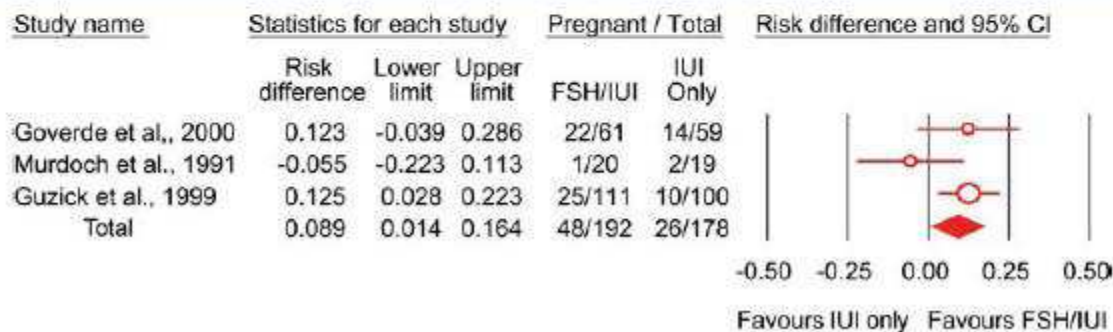 Study name Statistics for each study Pregnant / Total Risk difference and 95% CI
Risk difference Lower limit Upper limit FSH/IUI IUI Only
Goverde et al,, 2000 0.123 -0.039 0.286 22/61 14/59
Murdoch et al., 1991 -0.055 -0.223 0.113 1/20 2/19
Guzick et al., 1999 0.125 0.028 0.223 25/111 10/100
Total 0.089 0.014 0.164 48/192 26/178
-0.50 -0.25 0.00 0.25 0.50
Favours IUI only Favours FSH/IUI